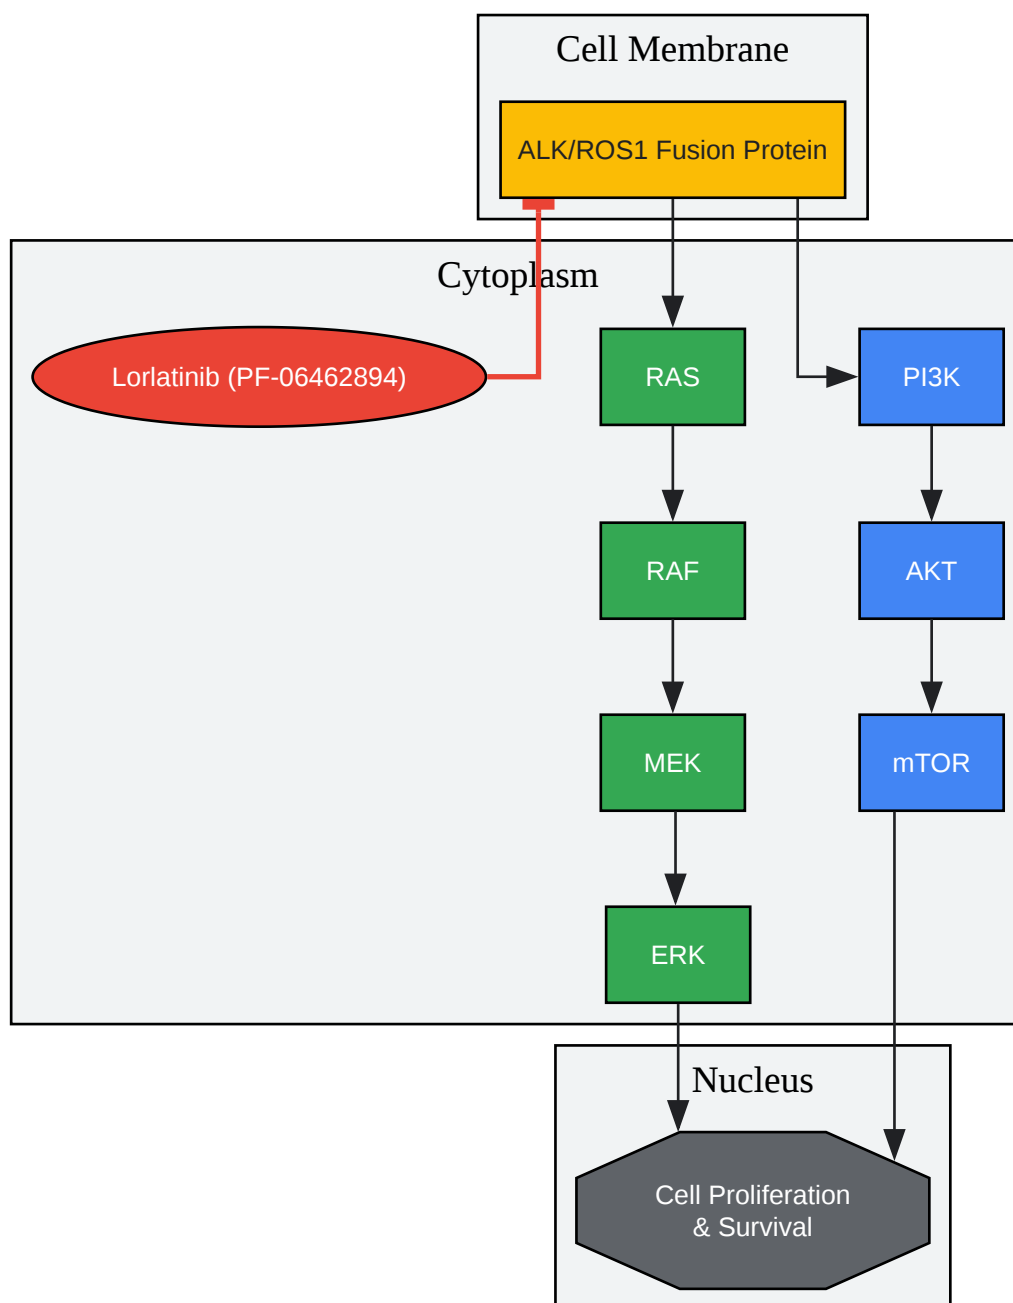 Cell Membrane
ALK/ROS1 Fusion Protein
Cytoplasm
Lorlatinib (PF-06462894)
RAS
PI3K
RAF
AKT
MEK
mTOR
ERK
Nucleus
Cell Proliferation
& Survival